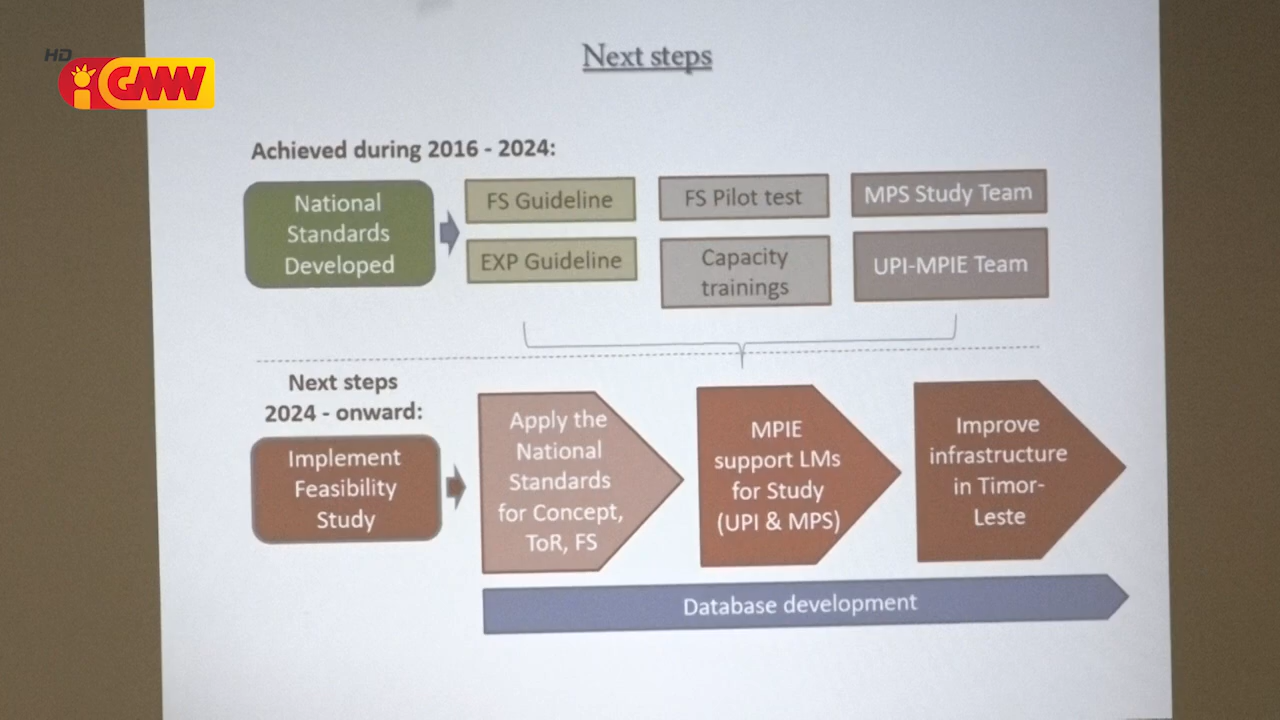 HD
GMW
Next steps
Achieved during 2016 - 2024:
National
Standards
Developed
FS Guideline
FS Pilot test
MPS Study Team
EXP Guideline
Capacity
trainings
UPI-MPIE Team
Next steps
2024 - onward:
Implement
Feasibility
Study
Apply the
National
Standards
for Concept,
ToR, FS
MPIE
support LMs
for Study
(UPI & MPS)
Improve
infrastructure
in Timor-
Leste
Database development